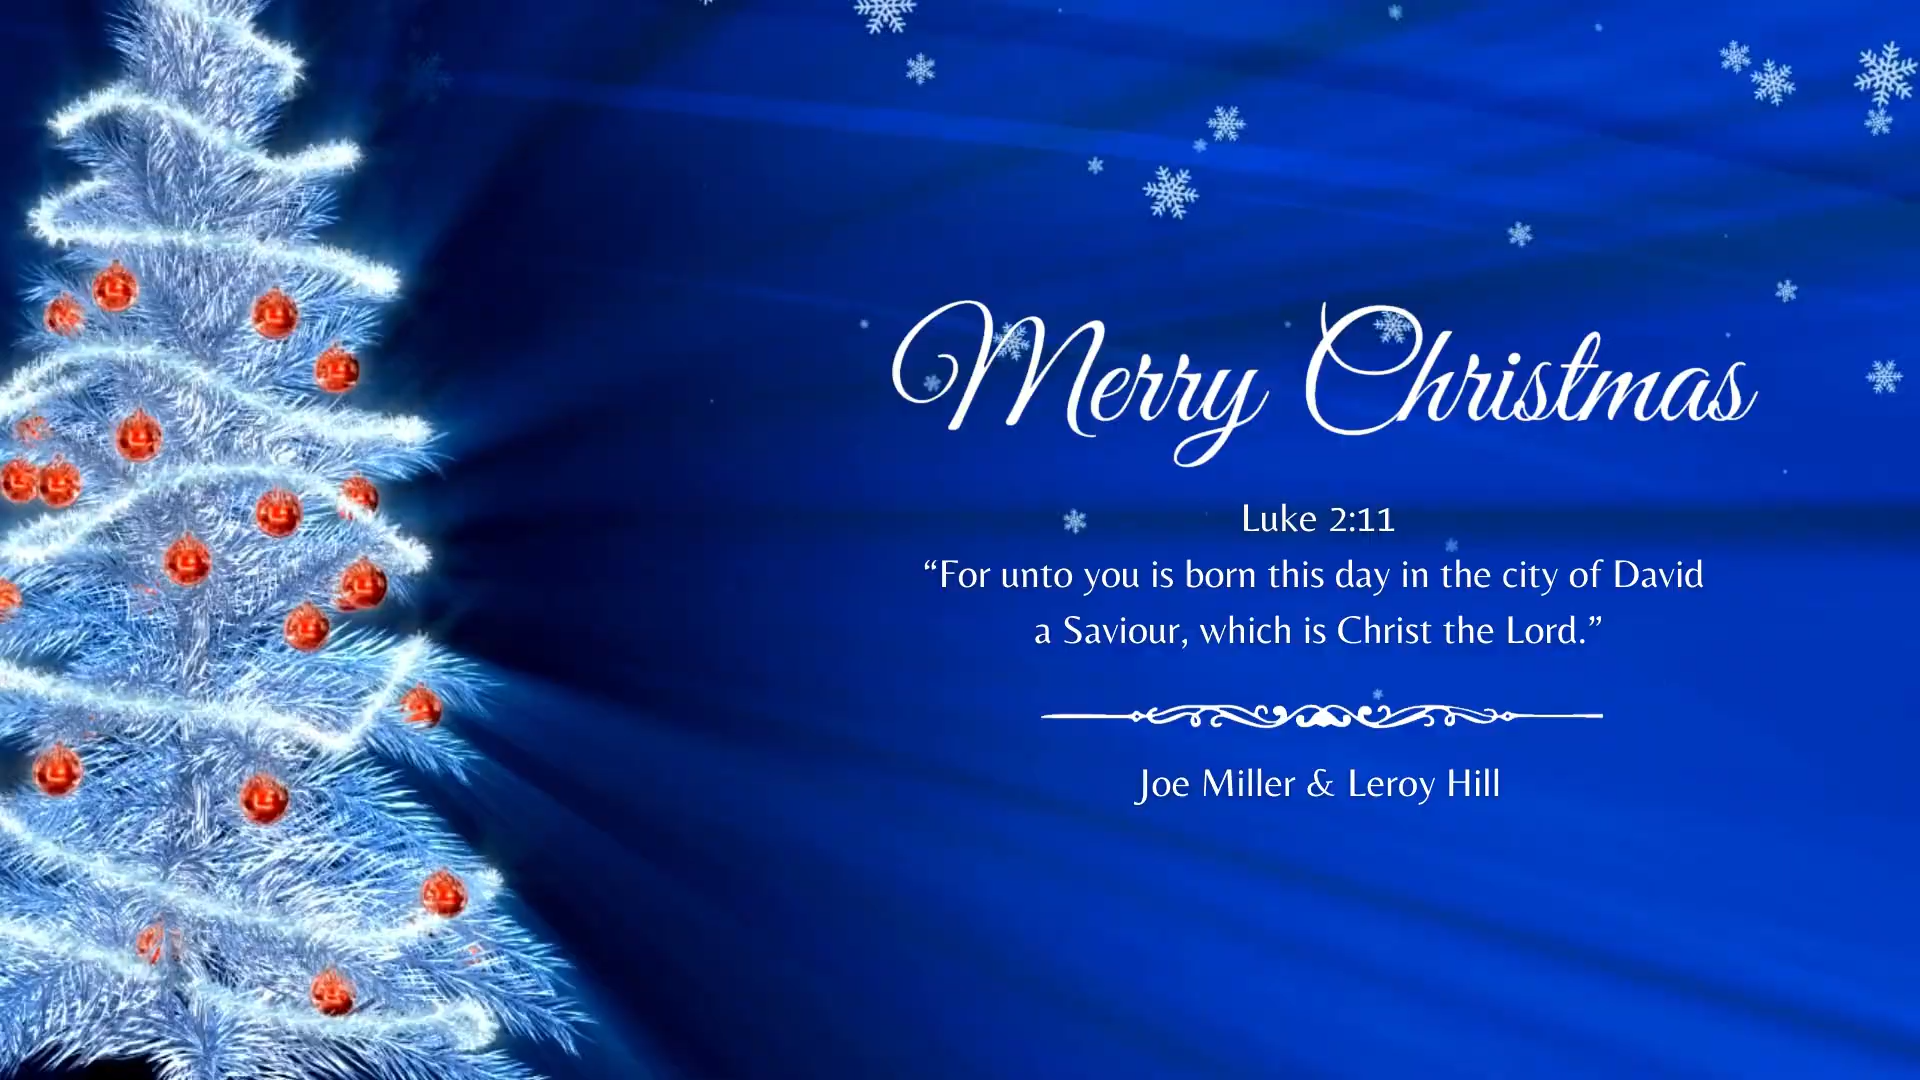 Merry Christmas
Luke 2:11
“For unto you is born this day in the city of David
a Saviour, which is Christ the Lord.”
Joe Miller & Leroy Hill